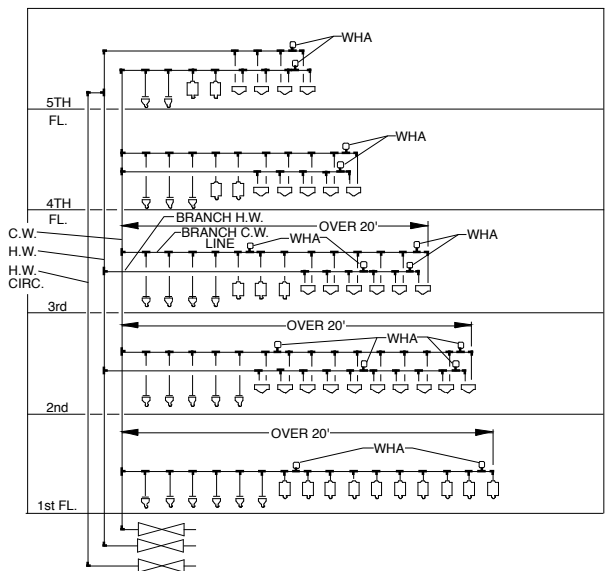 WHA
5TH
FL.
WHA
4TH
FL.
C.W.
BRANCH H.W.
OVER 20'
BRANCH C.W.
LINE
WHA
WHA
H.W.
H.W.
CIRC.
3rd
OVER 20'
WHA
2nd
OVER 20'
WHA
1st FL.